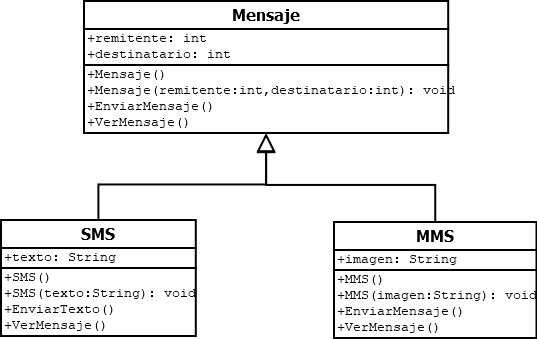 Mensaje
+remitente: int
+destinatario: int
+Mensaje()
+Mensaje(remitente:int,destinatario:int): void
+EnviarMensaje()
+VerMensaje()
SMS
+texto: String
+SMS()
+SMS(texto:String): void
+EnviarTexto()
+VerMensaje()
MMS
+imagen: String
+MMS()
+MMS(imagen:String): void
+EnviarMensaje()
+VerMensaje()